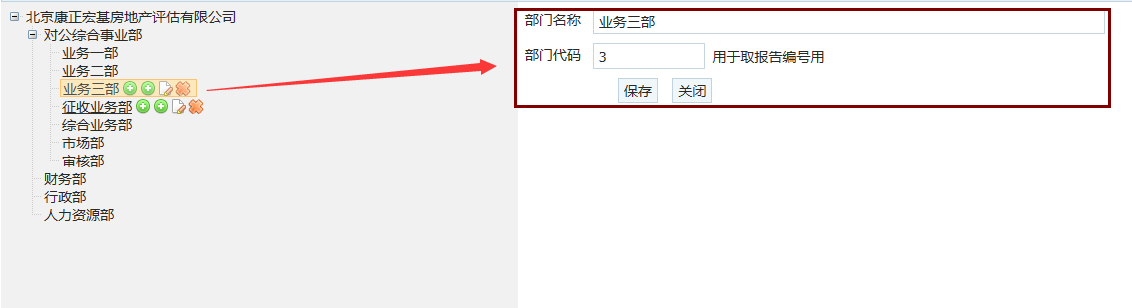 北京康正宏基房地产评估有限公司
对公综合事业部
业务一部
业务二部
业务三部
征收业务部
综合业务部
市场部
审核部
财务部
行政部
人力资源部
部门名称 业务三部
部门代码 3 用于取报告编号用
保存 关闭